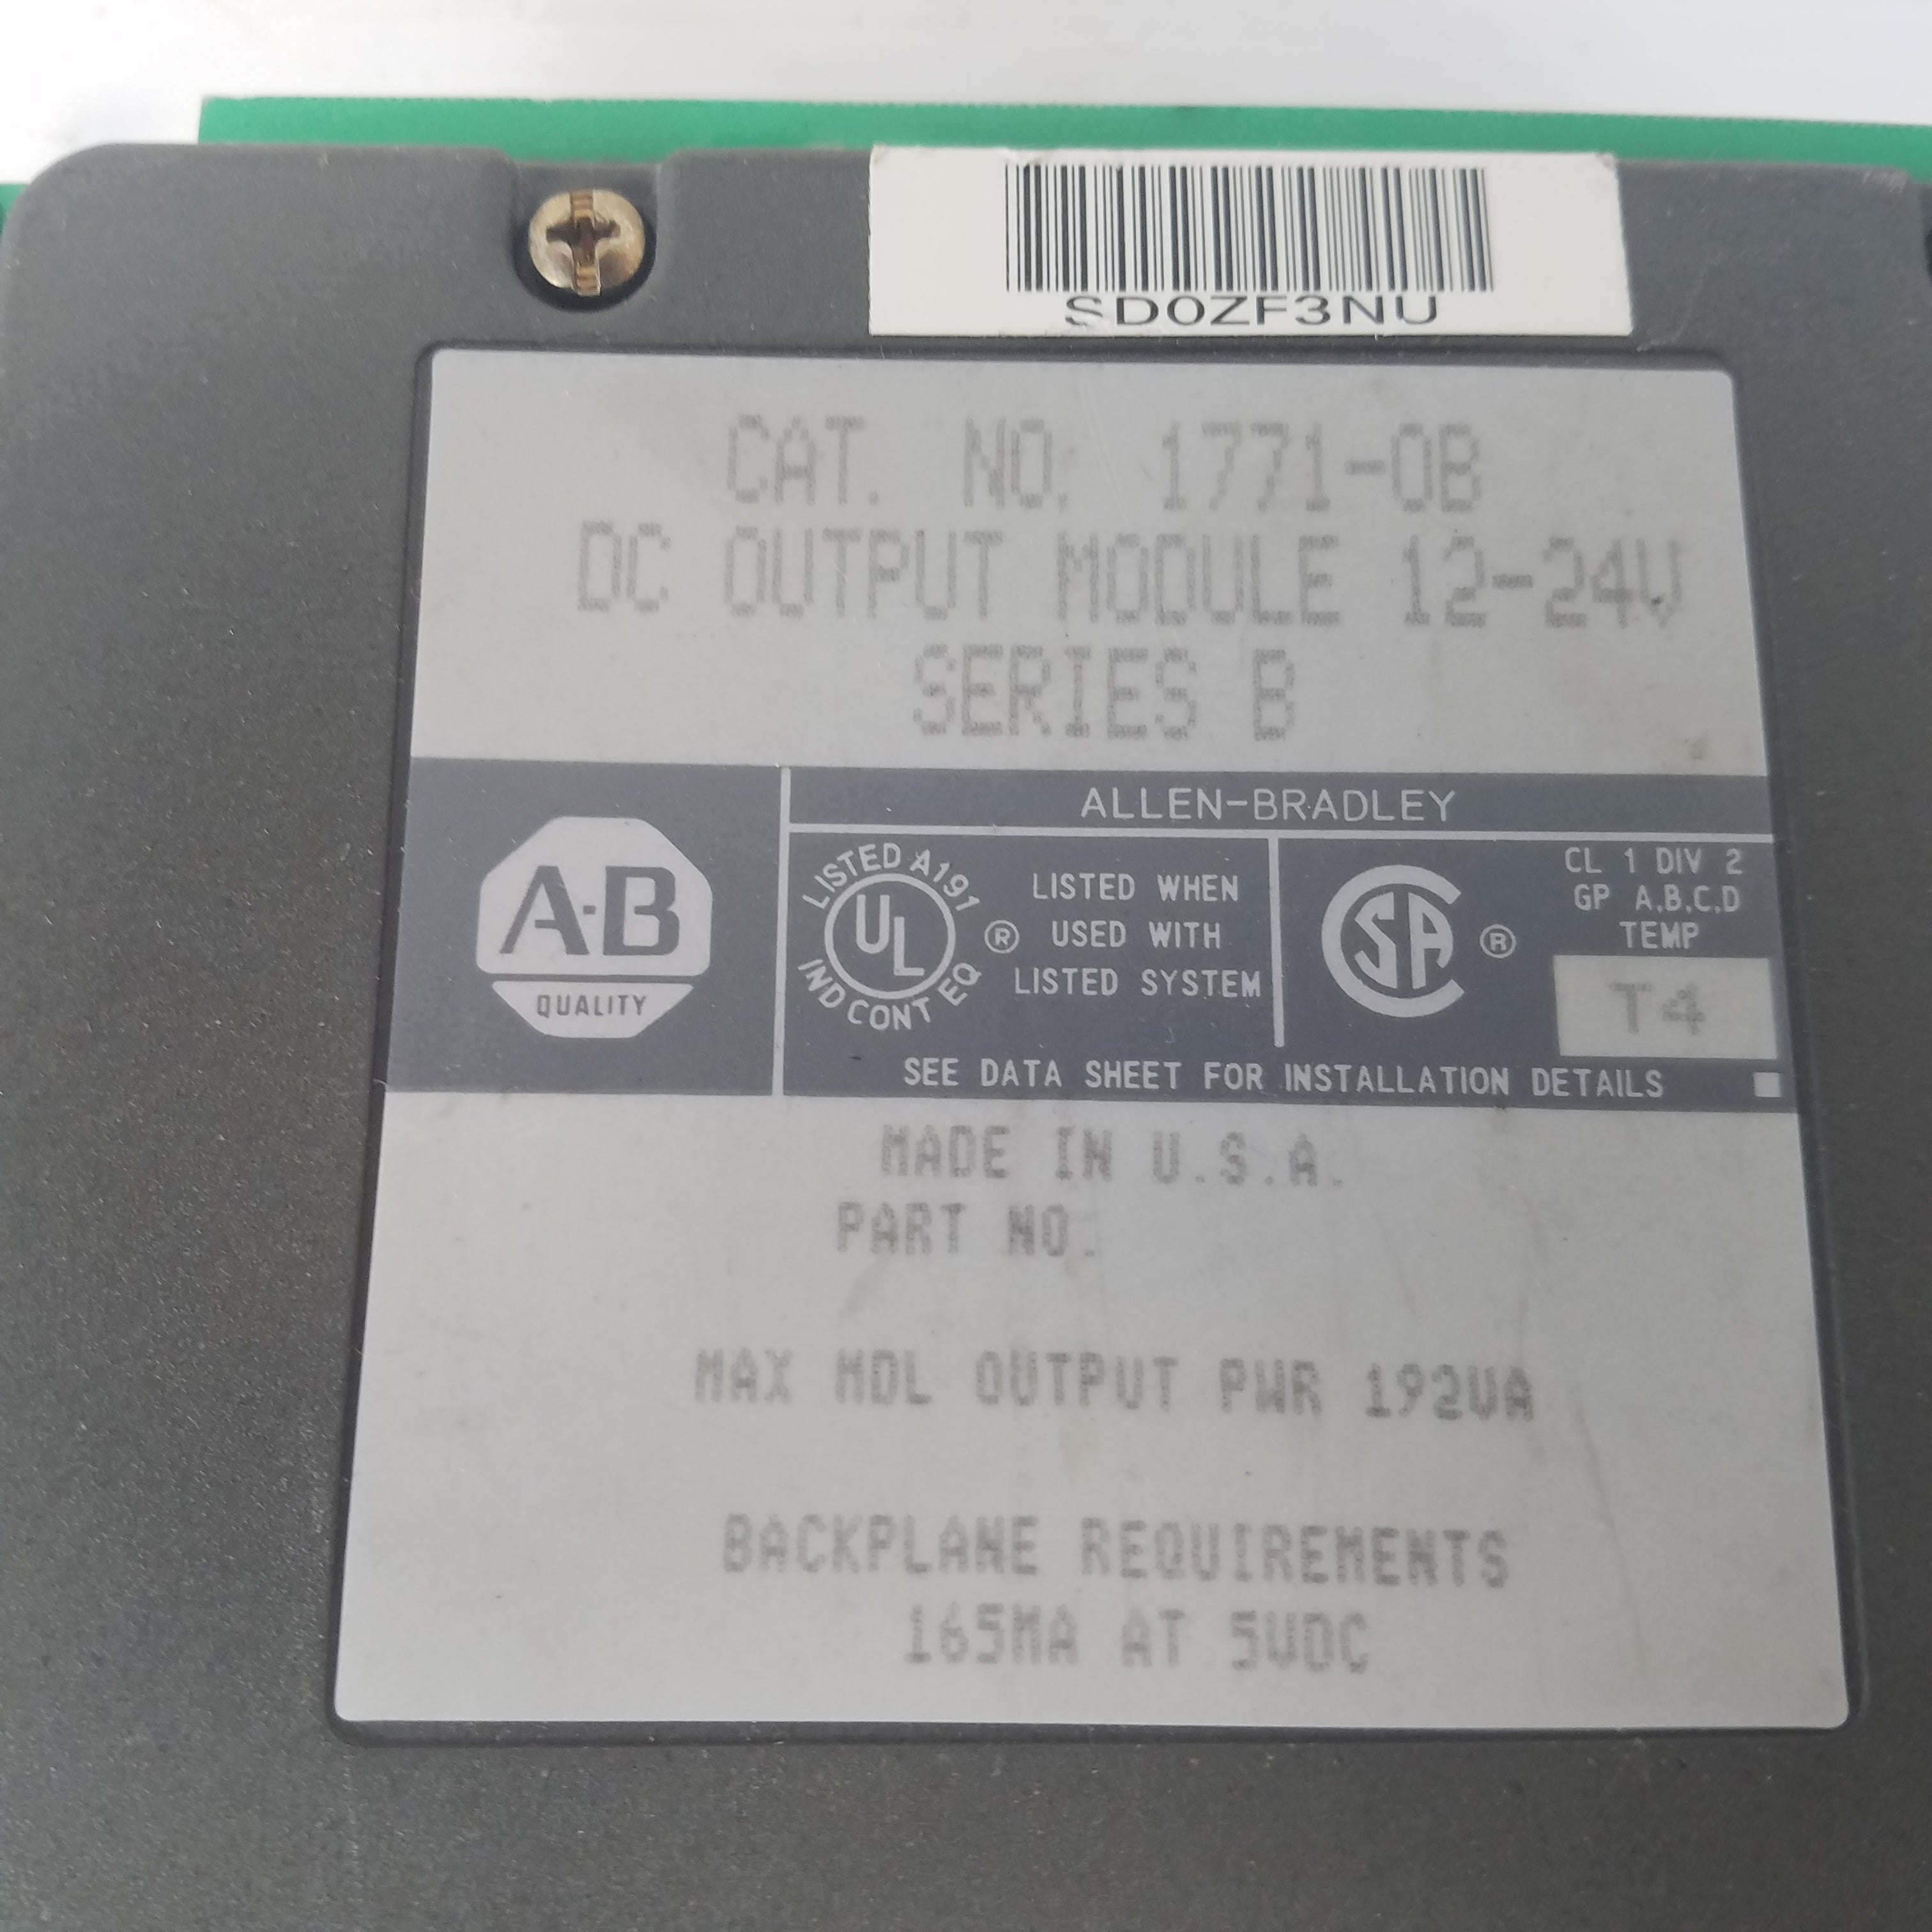 SD0ZF3NU
CAT. NO. 1771-OB
DC OUTPUT MODULE 12-24V
SERIES B
ALLEN-BRADLEY
A-B
QUALITY
LISTED A191
UL
IND CONT EQ
®
LISTED WHEN
USED WITH
LISTED SYSTEM
SA
®
CL 1 DIV 2
GP A,B,C,D
TEMP
T4
SEE DATA SHEET FOR INSTALLATION DETAILS
MADE IN U.S.A.
PART NO.
MAX MDL OUTPUT PWR 192VA
BACKPLANE REQUIREMENTS
165MA AT 5VDC